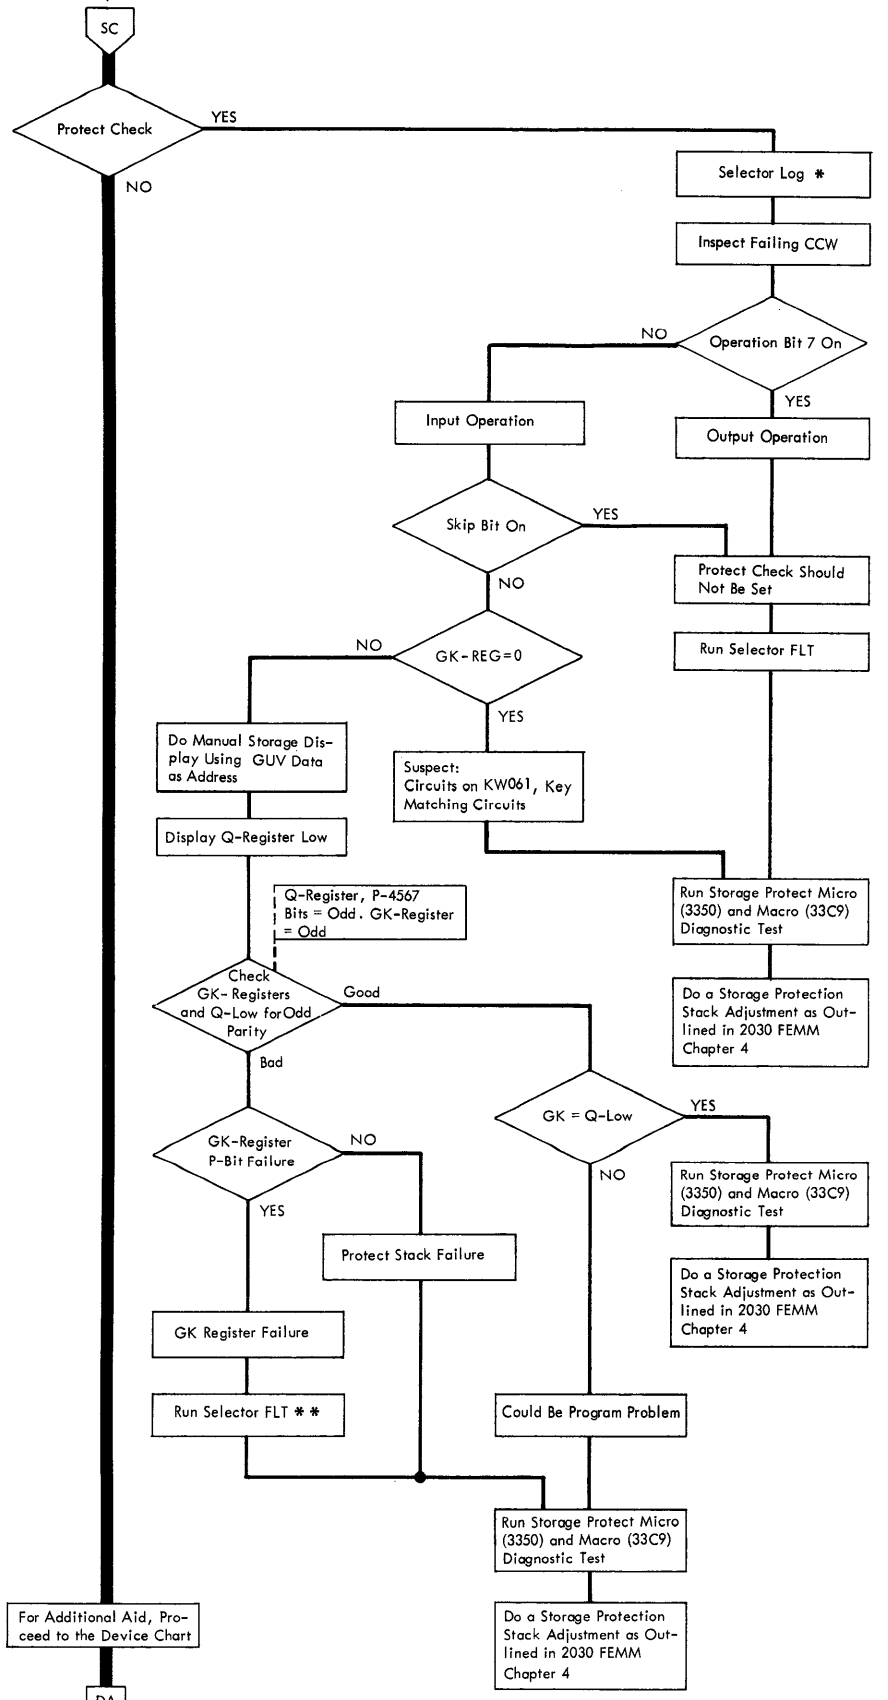 SC
Protect Check
YES
NO
Selector Log *
Inspect Failing CCW
Operation Bit 7 On
NO
YES
Input Operation
Output Operation
Skip Bit On
YES
NO
Protect Check Should
Not Be Set
Run Selector FLT
GK-REG=0
NO
YES
Do Manual Storage Dis-
play Using GUV Data
as Address
Suspect:
Circuits on KW061, Key
Matching Circuits
Display Q-Register Low
Q-Register, P-4567
Bits = Odd. GK-Register
= Odd
Run Storage Protect Micro
(3350) and Macro (33C9)
Diagnostic Test
Check
GK-Registers
and Q-Low for Odd
Parity
Good
Bad
Do a Storage Protection
Stack Adjustment as Out-
lined in 2030 FEMM
Chapter 4
GK = Q-Low
YES
NO
GK-Register
P-Bit Failure
NO
YES
Run Storage Protect Micro
(3350) and Macro (33C9)
Diagnostic Test
Protect Stack Failure
Do a Storage Protection
Stack Adjustment as Out-
lined in 2030 FEMM
Chapter 4
GK Register Failure
Run Selector FLT * *
Could Be Program Problem
Run Storage Protect Micro
(3350) and Macro (33C9)
Diagnostic Test
For Additional Aid, Pro-
ceed to the Device Chart
Do a Storage Protection
Stack Adjustment as Out-
lined in 2030 FEMM
Chapter 4
DA